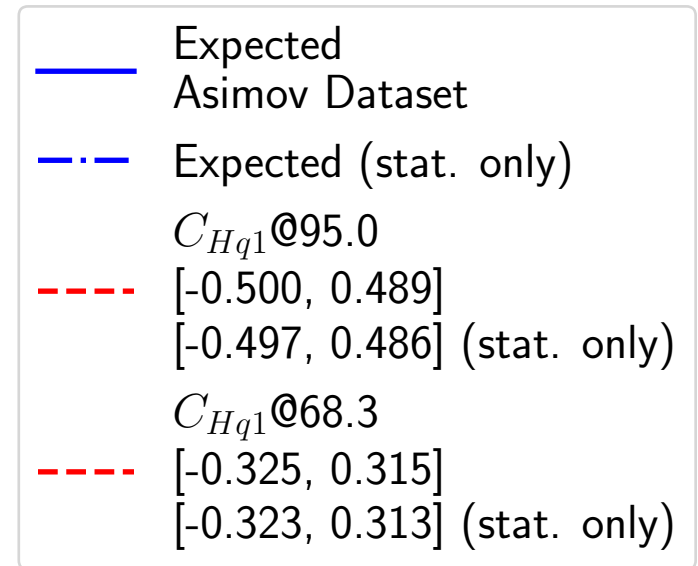 Expected
Asimov Dataset
Expected (stat. only)
$C_{Hq1}$@95.0
[-0.500, 0.489]
[-0.497, 0.486] (stat. only)
$C_{Hq1}$@68.3
[-0.325, 0.315]
[-0.323, 0.313] (stat. only)